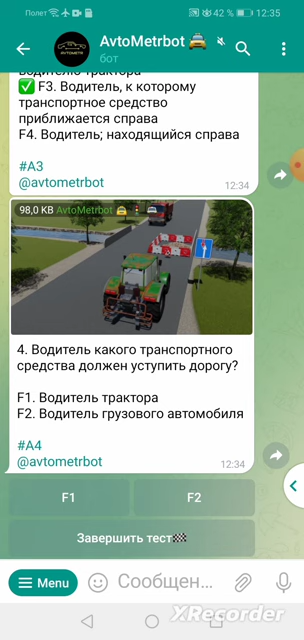 Полет
42 %
12:35
AvtoMetrbot
бот
водителю трактора
F3. Водитель, к которому
транспортное средство
приближается справа
F4. Водитель; находящийся справа
#A3
@avtometrbot
12:34
98,0 KB AvtoMetrbot
4. Водитель какого транспортного
средства должен уступить дорогу?
F1. Водитель трактора
F2. Водитель грузового автомобиля
#A4
@avtometrbot
12:34
F1
F2
Завершить тест
Menu
Сообщен...
XRecorder